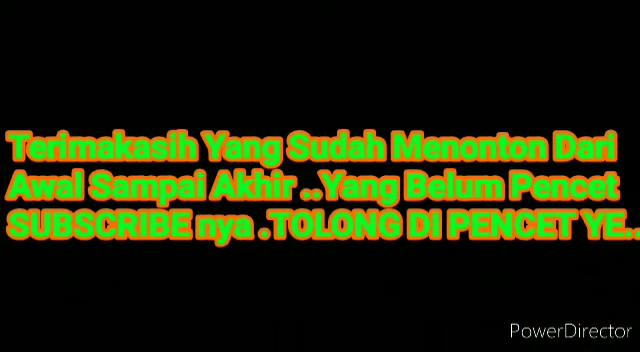 Terimakasih Yang Sudah Menonton Dari
Awal Sampai Akhir ..Yang Belum Pencet
SUBSCRIBE nya .TOLONG DI PENCET YE..
PowerDirector